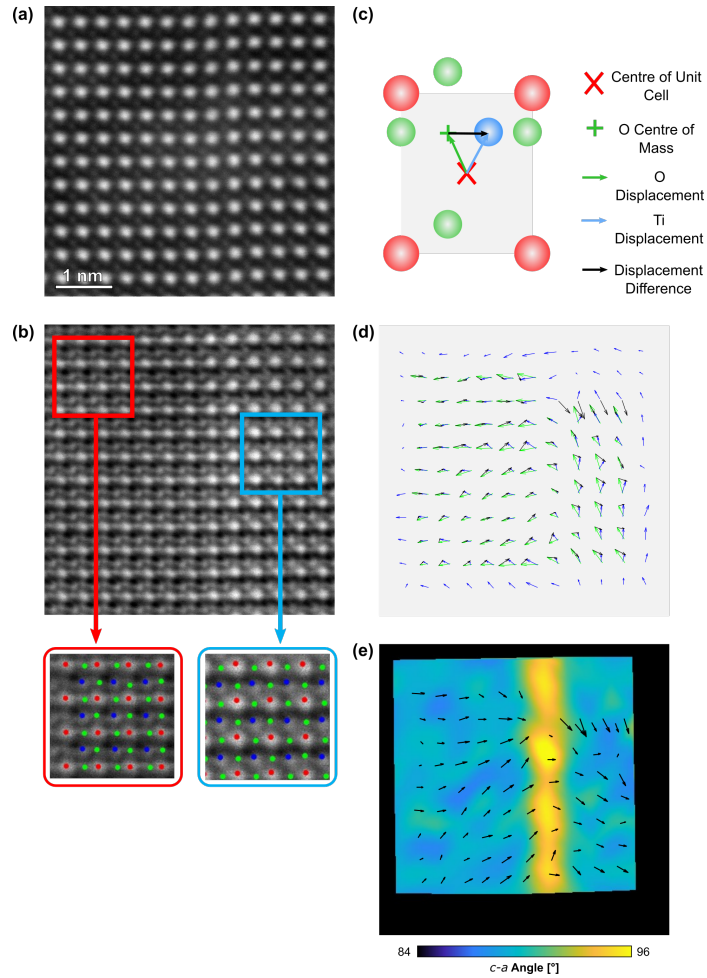 (a)
1 nm
(c)
Centre of Unit
Cell
O Centre of
Mass
O
Displacement
Ti
Displacement
Displacement
Difference
(b)
(d)
(e)
84
96
c-a Angle [°]